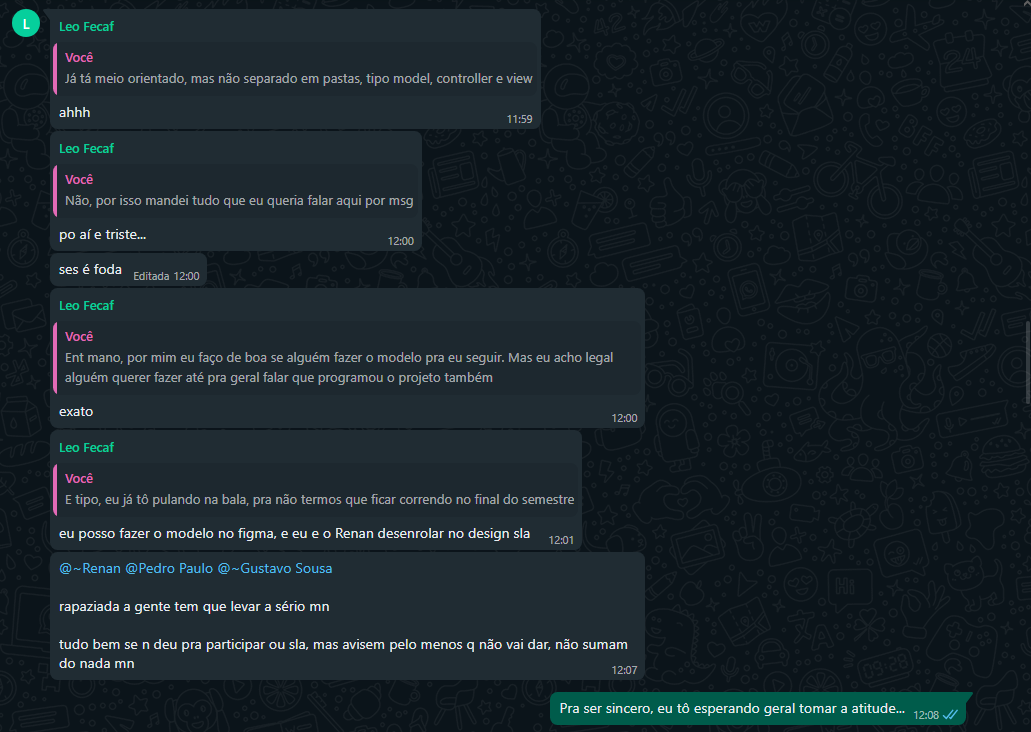 L
Leo Fecaf
Você
Já tá meio orientado, mas não separado em pastas, tipo model, controller e view
ahhh
11:59
Leo Fecaf
Você
Não, por isso mandei tudo que eu queria falar aqui por msg
po aí e triste...
12:00
ses é foda Editada 12:00
Leo Fecaf
Você
Ent mano, por mim eu faço de boa se alguém fazer o modelo pra eu seguir. Mas eu acho legal
alguém querer fazer até pra geral falar que programou o projeto também
exato
12:00
Leo Fecaf
Você
E tipo, eu já tô pulando na bala, pra não termos que ficar correndo no final do semestre
eu posso fazer o modelo no figma, e eu e o Renan desenrolar no design sla
12:01
@~Renan @Pedro Paulo @~Gustavo Sousa
rapaziada a gente tem que levar a sério mn
tudo bem se n deu pra participar ou sla, mas avisem pelo menos q não vai dar, não sumam
do nada mn
12:07
Pra ser sincero, eu tô esperando geral tomar a atitude... 12:08